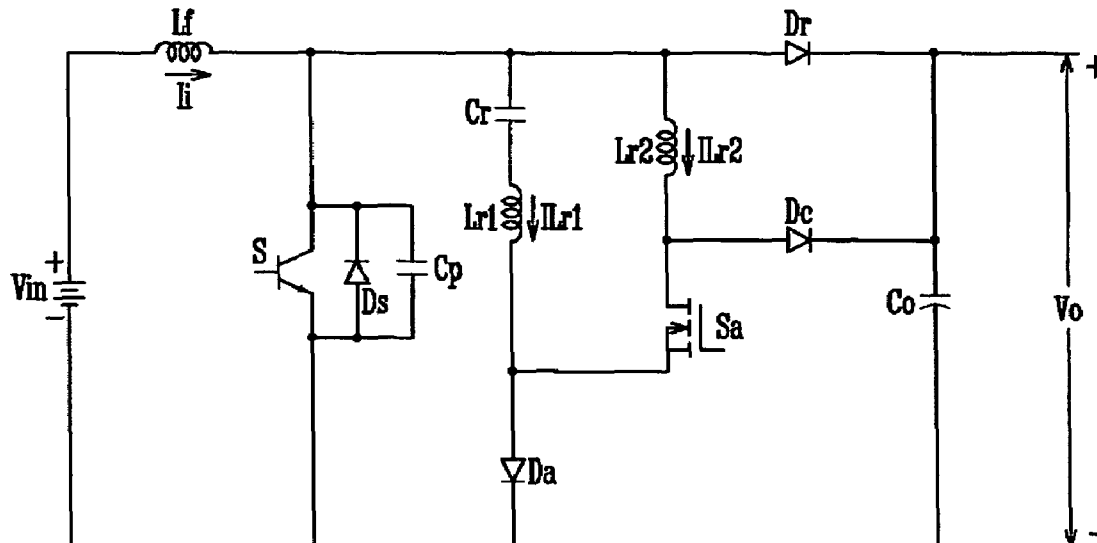 Lf
Dr
+
Ii
Cr
Lr2
ILr2
Lr1
ILr1
Dc
S
+
Vin
-
Ds
Cp
Sa
Co
Vo
Da
-